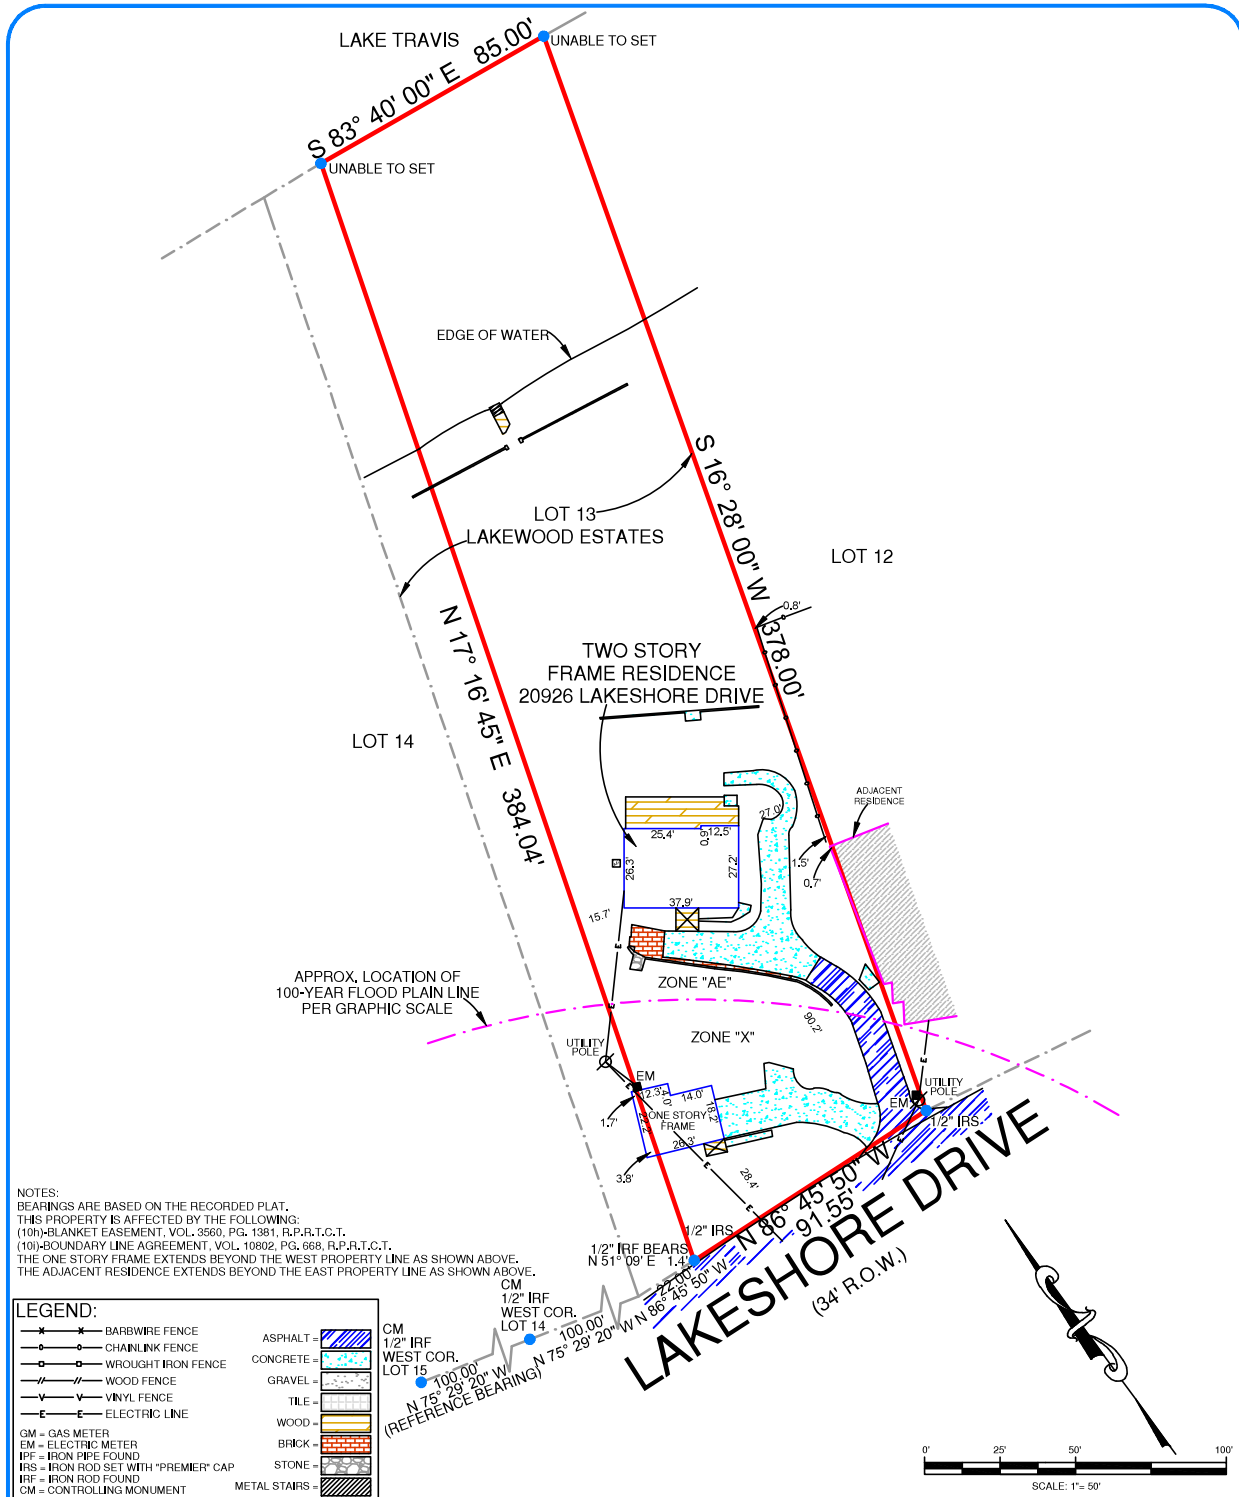 LAKE TRAVIS
S 83° 40' 00" E   85.00'
UNABLE TO SET
UNABLE TO SET
EDGE OF WATER
S 16° 28' 00" W   378.00'
LOT 13
LAKEWOOD ESTATES
LOT 12
0.8'
N 17° 16' 45" E   384.04'
TWO STORY
FRAME RESIDENCE
20926 LAKESHORE DRIVE
LOT 14
ADJACENT
RESIDENCE
27.0'
25.4'
0.9'
12.5'
26.3'
27.2'
1.5'
0.7'
37.9'
15.7'
E
APPROX. LOCATION OF
100-YEAR FLOOD PLAIN LINE
PER GRAPHIC SCALE
ZONE "AE"
E
90.2'
ZONE "X"
UTILITY
POLE
E
E
EM
12.3'
4.0'
14.0'
18.2'
22.2'
ONE STORY
FRAME
26.3'
1.7'
3.8'
E
28.4'
E
UTILITY
POLE
EM
E
1/2" IRS
N 86° 45' 50" W
91.55'
1/2" IRS
1/2" IRF BEARS
N 51° 09' E   1.4'
LAKESHORE DRIVE
(34' R.O.W.)
22.00'
N 86° 45' 50" W
CM
1/2" IRF
WEST COR.
LOT 14
100.00'
N 75° 29' 20" W
CM
1/2" IRF
WEST COR.
LOT 15
100.00'
N 75° 29' 20" W
(REFERENCE BEARING)
NOTES:
BEARINGS ARE BASED ON THE RECORDED PLAT.
THIS PROPERTY IS AFFECTED BY THE FOLLOWING:
(10h)-BLANKET EASEMENT, VOL. 3560, PG. 1381, R.P.R.T.C.T.
(10i)-BOUNDARY LINE AGREEMENT, VOL. 10802, PG. 668, R.P.R.T.C.T.
THE ONE STORY FRAME EXTENDS BEYOND THE WEST PROPERTY LINE AS SHOWN ABOVE.
THE ADJACENT RESIDENCE EXTENDS BEYOND THE EAST PROPERTY LINE AS SHOWN ABOVE.
LEGEND:
BARBWIRE FENCE
CHAINLINK FENCE
WROUGHT IRON FENCE
WOOD FENCE
VINYL FENCE
E E ELECTRIC LINE
GM = GAS METER
EM = ELECTRIC METER
IPF = IRON PIPE FOUND
IRS = IRON ROD SET WITH "PREMIER" CAP
IRF = IRON ROD FOUND
CM = CONTROLLING MONUMENT
ASPHALT =
CONCRETE =
GRAVEL =
TILE =
WOOD =
BRICK =
STONE =
METAL STAIRS =
0' 25' 50' 100'
SCALE: 1"= 50'